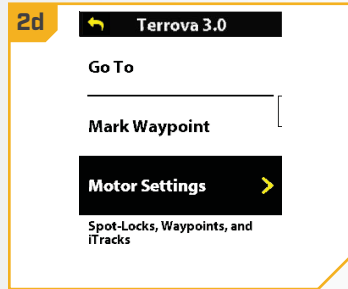 2d
Terrova 3.0
Go To
Mark Waypoint
Motor Settings
Spot-Locks, Waypoints, and
iTracks